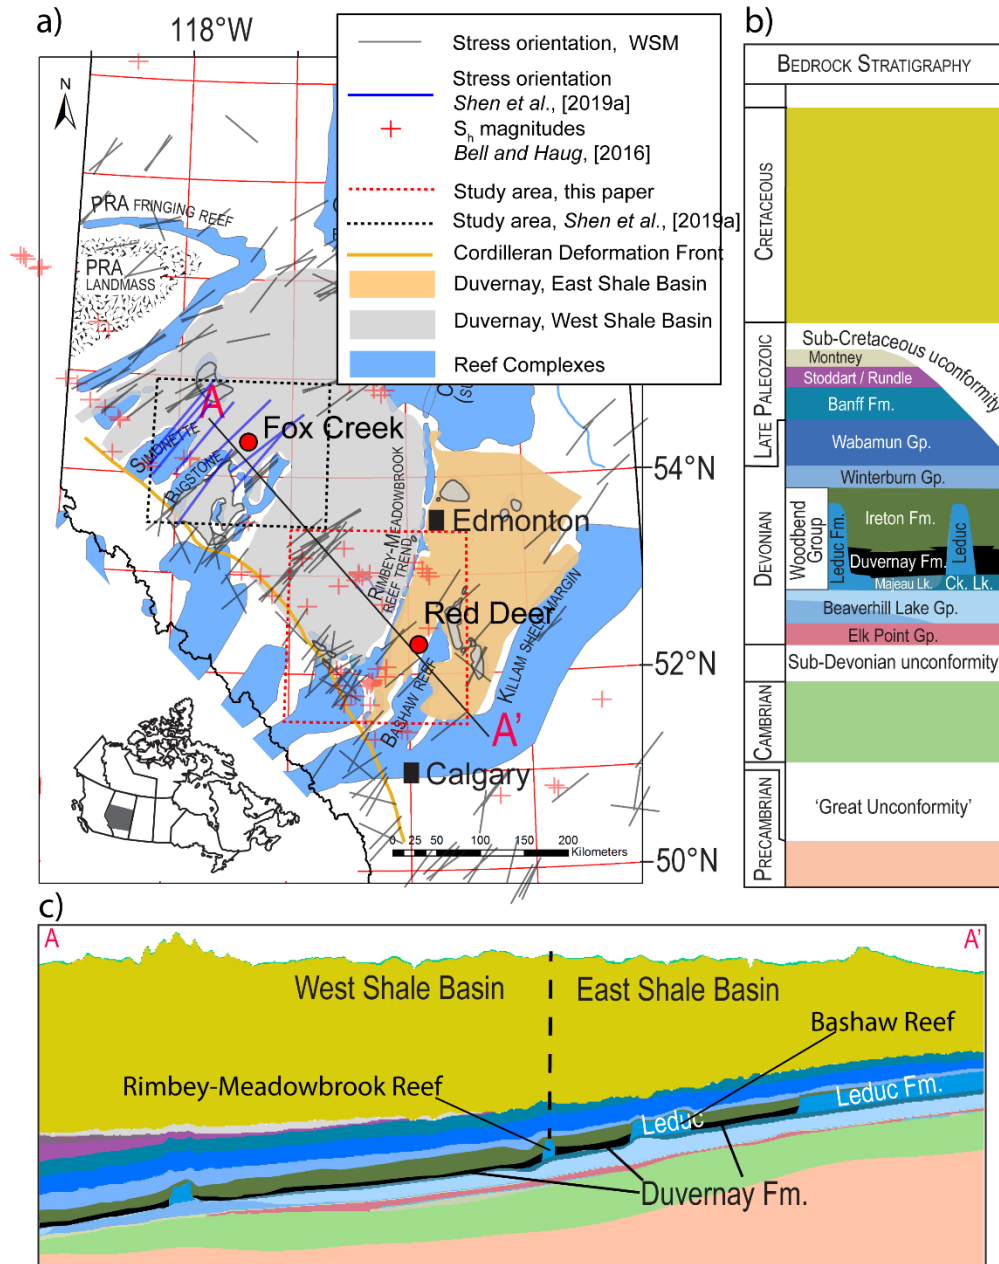 a)
118°W
N
Stress orientation, WSM
Stress orientation
Shen et al., [2019a]
Sh magnitudes
Bell and Haug, [2016]
Study area, this paper
Study area, Shen et al., [2019a]
Cordilleran Deformation Front
Duvernay, East Shale Basin
Duvernay, West Shale Basin
Reef Complexes
PRA FRINGING REEF
PRA
LANDMASS
A
Fox Creek
SIMONETTE
BIGSTONE
54°N
Edmonton
RIMBEY-MEADOWBROOK
REEF TREND
Red Deer
52°N
KILLAM SHELF MARGIN
BASHAW REEF
A'
Calgary
0 25 50 100 150 200
Kilometers
50°N
b)
BEDROCK STRATIGRAPHY
CRETACEOUS
LATE PALEOZOIC
Sub-Cretaceous unconformity
Montney
Stoddart / Rundle
Banff Fm.
Wabamun Gp.
DEVONIAN
Winterburn Gp.
Woodbend
Group
Leduc Fm.
Ireton Fm.
Leduc
Duvernay Fm.
Majeau Lk.
Ck. Lk.
Beaverhill Lake Gp.
Elk Point Gp.
Sub-Devonian unconformity
CAMBRIAN
PRECAMBRIAN
'Great Unconformity'
c)
A
A'
West Shale Basin
East Shale Basin
Bashaw Reef
Rimbey-Meadowbrook Reef
Leduc
Leduc Fm.
Duvernay Fm.